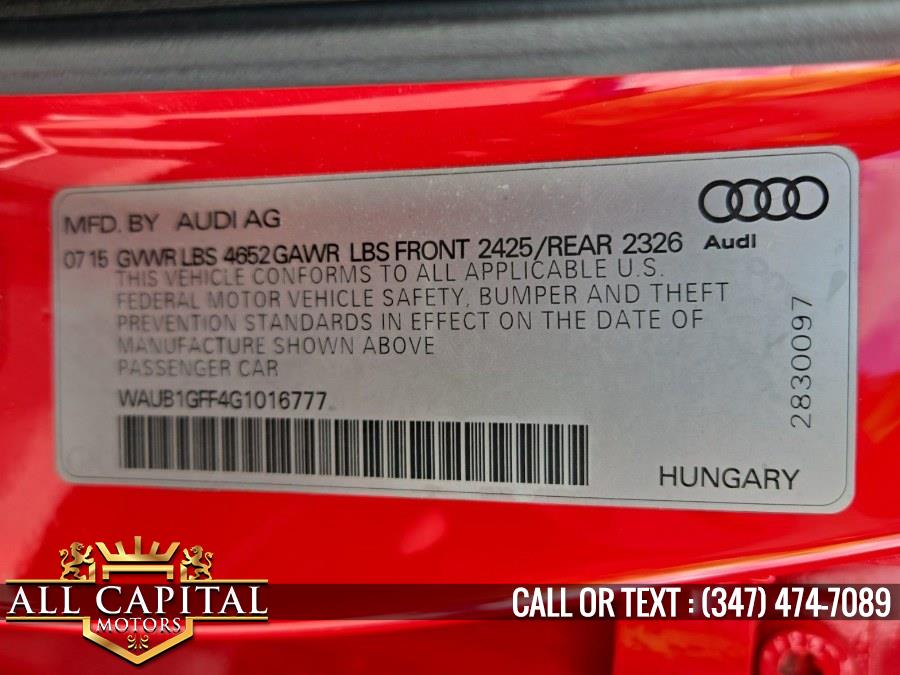 MFD. BY AUDI AG
Audi
07 15 GVWR LBS 4652 GAWR LBS FRONT 2425/REAR 2326
THIS VEHICLE CONFORMS TO ALL APPLICABLE U.S.
FEDERAL MOTOR VEHICLE SAFETY, BUMPER AND THEFT
PREVENTION STANDARDS IN EFFECT ON THE DATE OF
MANUFACTURE SHOWN ABOVE
PASSENGER CAR
WAUB1GFF4G1016777
2830097
HUNGARY
ALL CAPITAL
MOTORS
CALL OR TEXT : (347) 474-7089